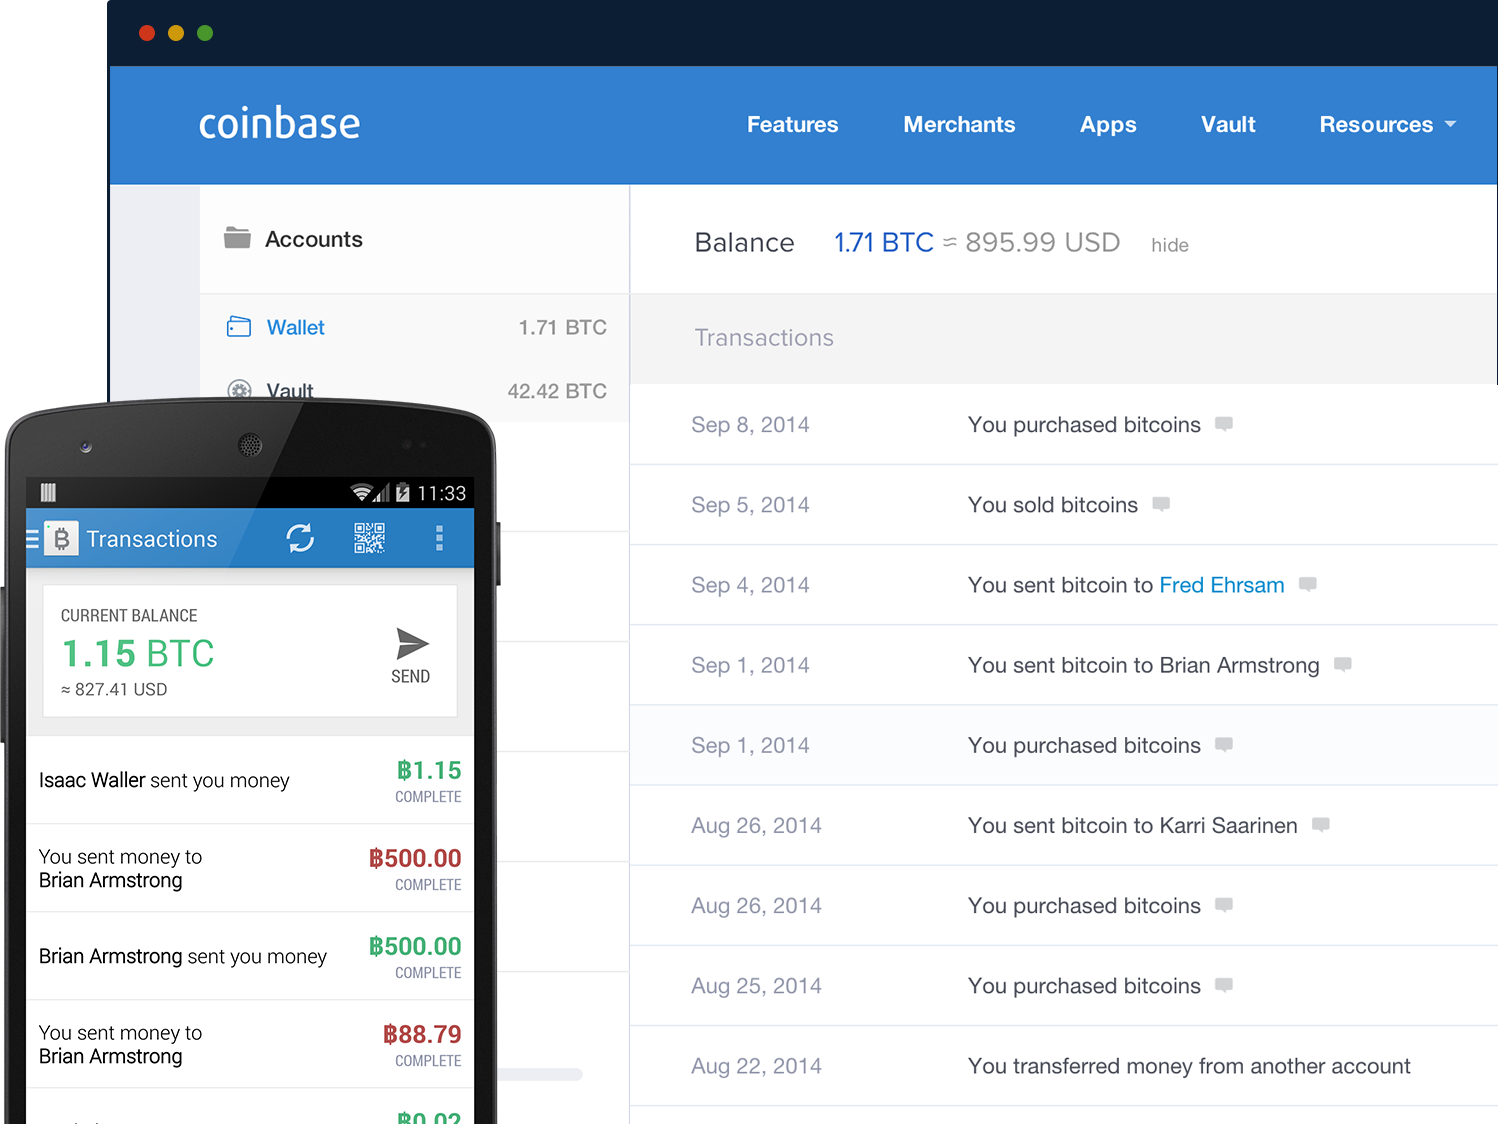 coinbase
Features Merchants Apps Vault Resources
Accounts
Wallet 1.71 BTC
Vault 42.42 BTC
Balance 1.71 BTC ≈ 895.99 USD hide
Transactions
Sep 8, 2014 You purchased bitcoins
Sep 5, 2014 You sold bitcoins
Sep 4, 2014 You sent bitcoin to Fred Ehrsam
Sep 1, 2014 You sent bitcoin to Brian Armstrong
Sep 1, 2014 You purchased bitcoins
Aug 26, 2014 You sent bitcoin to Karri Saarinen
Aug 26, 2014 You purchased bitcoins
Aug 25, 2014 You purchased bitcoins
Aug 22, 2014 You transferred money from another account
11:33
Transactions
CURRENT BALANCE
1.15 BTC
≈ 827.41 USD
SEND
Isaac Waller sent you money ฿1.15
COMPLETE
You sent money to
Brian Armstrong ฿500.00
COMPLETE
Brian Armstrong sent you money ฿500.00
COMPLETE
You sent money to
Brian Armstrong ฿88.79
COMPLETE
฿0.02